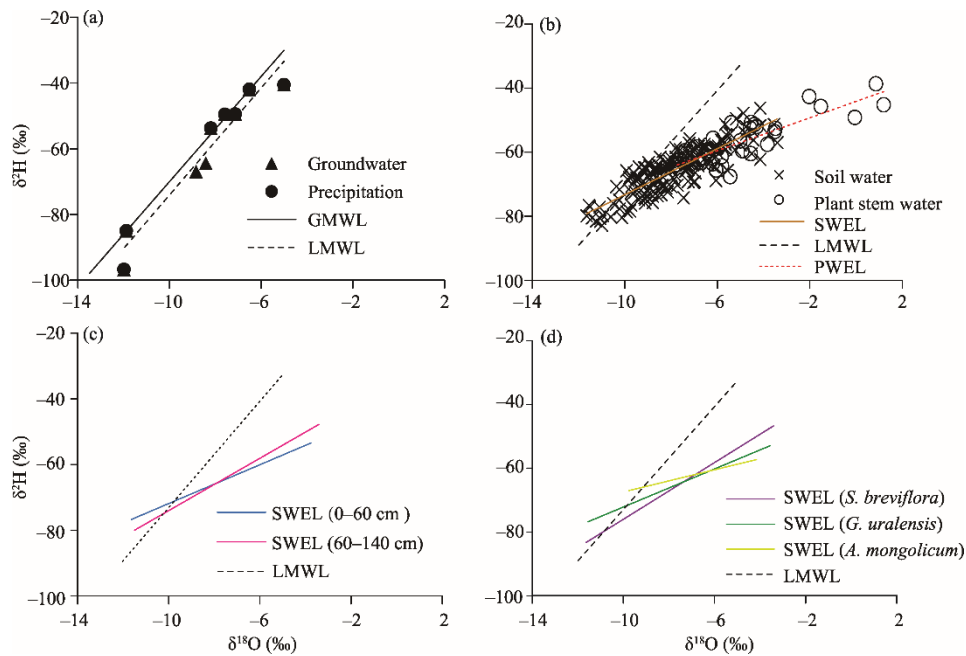 (a)
δ²H (‰)
−20
−40
−60
−80
−100
−14
−10
−6
−2
2
Groundwater
Precipitation
GMWL
LMWL
(b)
−20
−40
−60
−80
−100
−14
−10
−6
−2
2
Soil water
Plant stem water
SWEL
LMWL
PWEL
(c)
δ²H (‰)
−20
−40
−60
−80
−100
−14
−10
−6
−2
2
δ¹⁸O (‰)
SWEL (0–60 cm )
SWEL (60–140 cm)
LMWL
(d)
−20
−40
−60
−80
−100
−14
−10
−6
−2
2
δ¹⁸O (‰)
SWEL (S. breviflora)
SWEL (G. uralensis)
SWEL (A. mongolicum)
LMWL